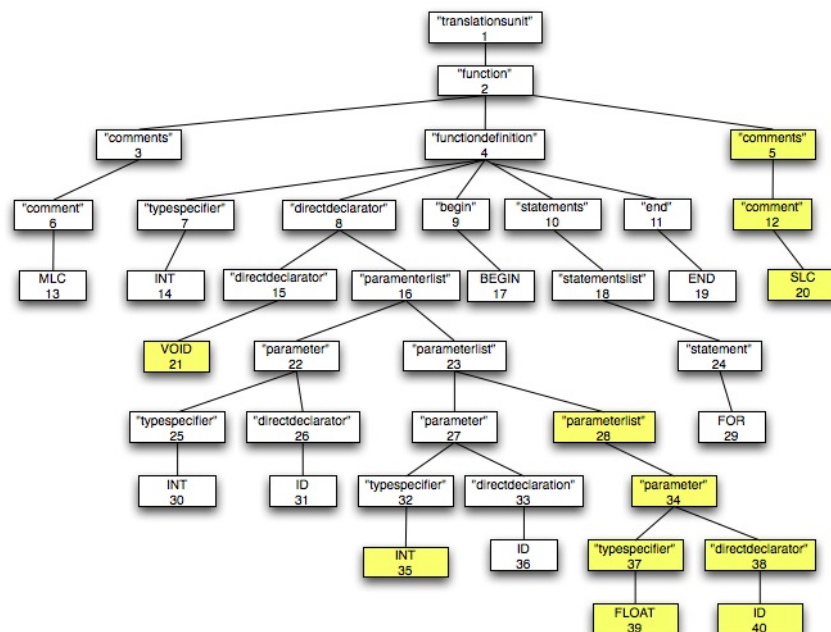 "translationsunit"
1
"function"
2
"comments"
3
"functiondefinition"
4
"comments"
5
"comment"
6
"typespecifier"
7
"directdeclarator"
8
"begin"
9
"statements"
10
"end"
11
"comment"
12
MLC
13
INT
14
"directdeclarator"
15
"paramenterlist"
16
BEGIN
17
"statementslist"
18
END
19
SLC
20
VOID
21
"parameter"
22
"parameterlist"
23
"statement"
24
"typespecifier"
25
"directdeclarator"
26
"parameter"
27
"parameterlist"
28
FOR
29
INT
30
ID
31
"typespecifier"
32
"directdeclaration"
33
"parameter"
34
INT
35
ID
36
"typespecifier"
37
"directdeclarator"
38
FLOAT
39
ID
40